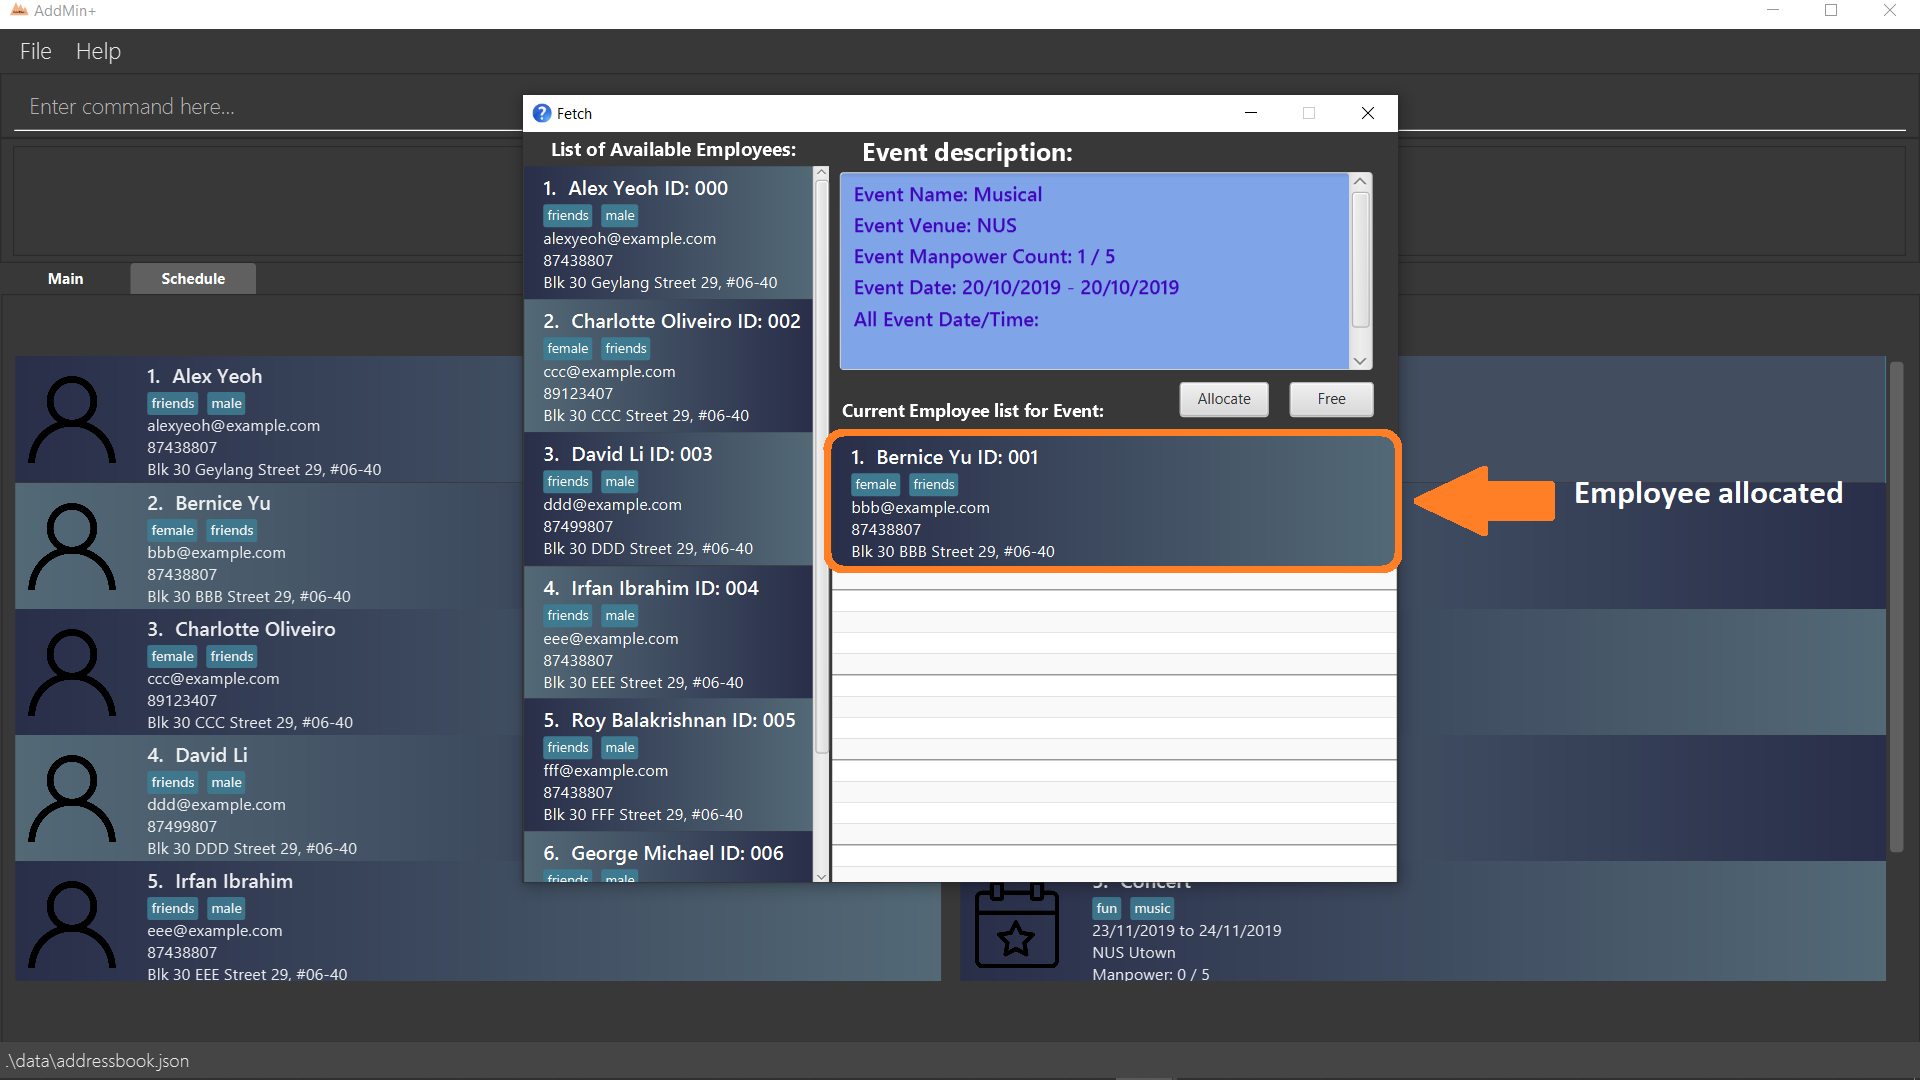 AddMin+
File Help
Enter command here...
Main
Schedule
1. Alex Yeoh
friends male
alexyeoh@example.com
87438807
Blk 30 Geylang Street 29, #06-40
2. Bernice Yu
female friends
bbb@example.com
87438807
Blk 30 BBB Street 29, #06-40
3. Charlotte Oliveiro
female friends
ccc@example.com
89123407
Blk 30 CCC Street 29, #06-40
4. David Li
friends male
ddd@example.com
87499807
Blk 30 DDD Street 29, #06-40
5. Irfan Ibrahim
friends male
eee@example.com
87438807
Blk 30 EEE Street 29, #06-40
Fetch
List of Available Employees:
1. Alex Yeoh ID: 000
friends male
alexyeoh@example.com
87438807
Blk 30 Geylang Street 29, #06-40
2. Charlotte Oliveiro ID: 002
female friends
ccc@example.com
89123407
Blk 30 CCC Street 29, #06-40
3. David Li ID: 003
friends male
ddd@example.com
87499807
Blk 30 DDD Street 29, #06-40
4. Irfan Ibrahim ID: 004
friends male
eee@example.com
87438807
Blk 30 EEE Street 29, #06-40
5. Roy Balakrishnan ID: 005
friends male
fff@example.com
87438807
Blk 30 FFF Street 29, #06-40
6. George Michael ID: 006
friends male
Event description:
Event Name: Musical
Event Venue: NUS
Event Manpower Count: 1 / 5
Event Date: 20/10/2019 - 20/10/2019
All Event Date/Time:
Allocate
Free
Current Employee list for Event:
1. Bernice Yu ID: 001
female friends
bbb@example.com
87438807
Blk 30 BBB Street 29, #06-40
Employee allocated
Concert
fun music
23/11/2019 to 24/11/2019
NUS Utown
Manpower: 0 / 5
.\data\addressbook.json